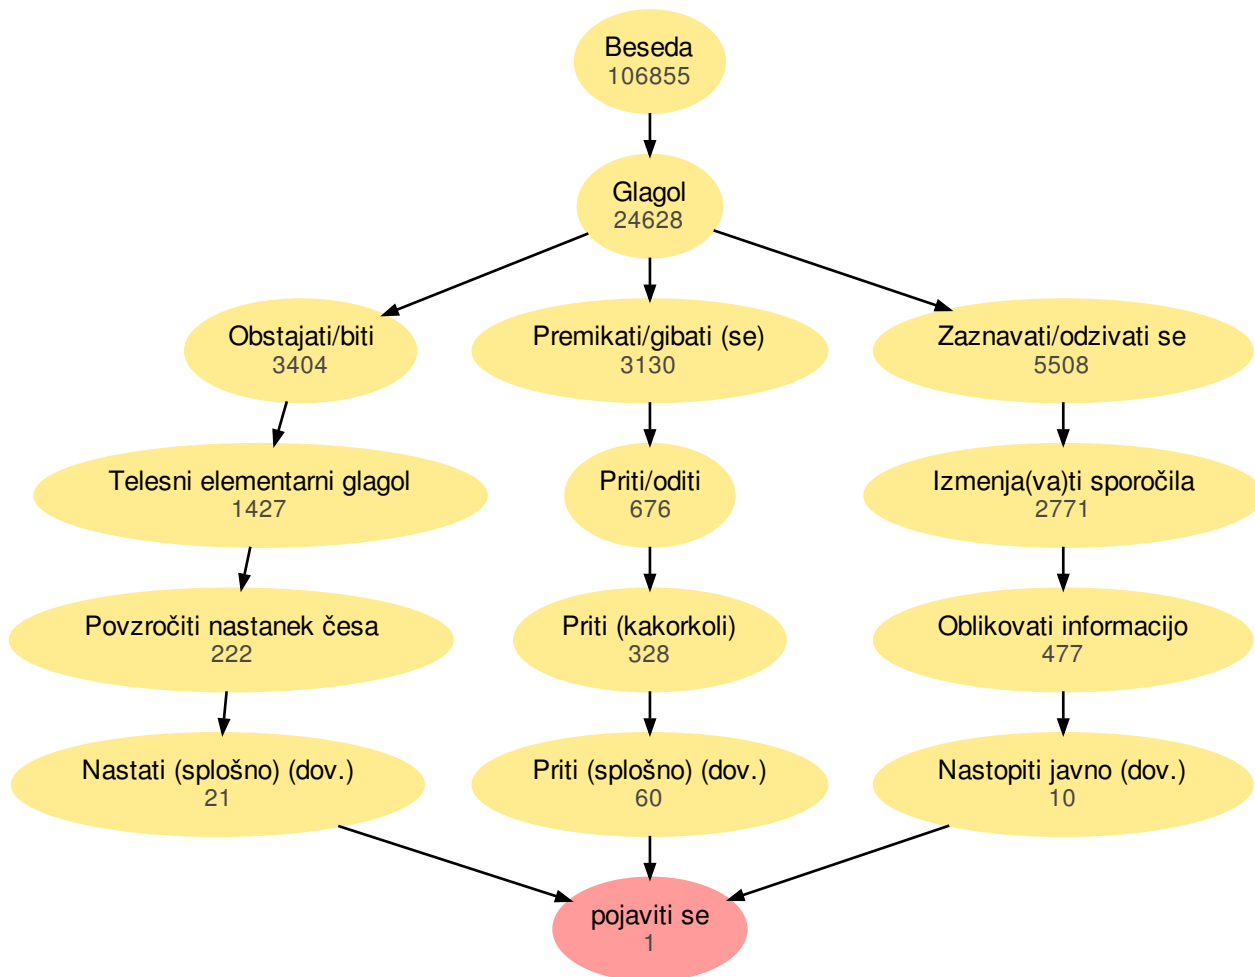 Beseda
106855
Glagol
24628
Obstajati/biti
3404
Premikati/gibati (se)
3130
Zaznavati/odzivati se
5508
Telesni elementarni glagol
1427
Priti/oditi
676
Izmenja(va)ti sporočila
2771
Povzročiti nastanek česa
222
Priti (kakorkoli)
328
Oblikovati informacijo
477
Nastati (splošno) (dov.)
21
Priti (splošno) (dov.)
60
Nastopiti javno (dov.)
10
pojaviti se
1